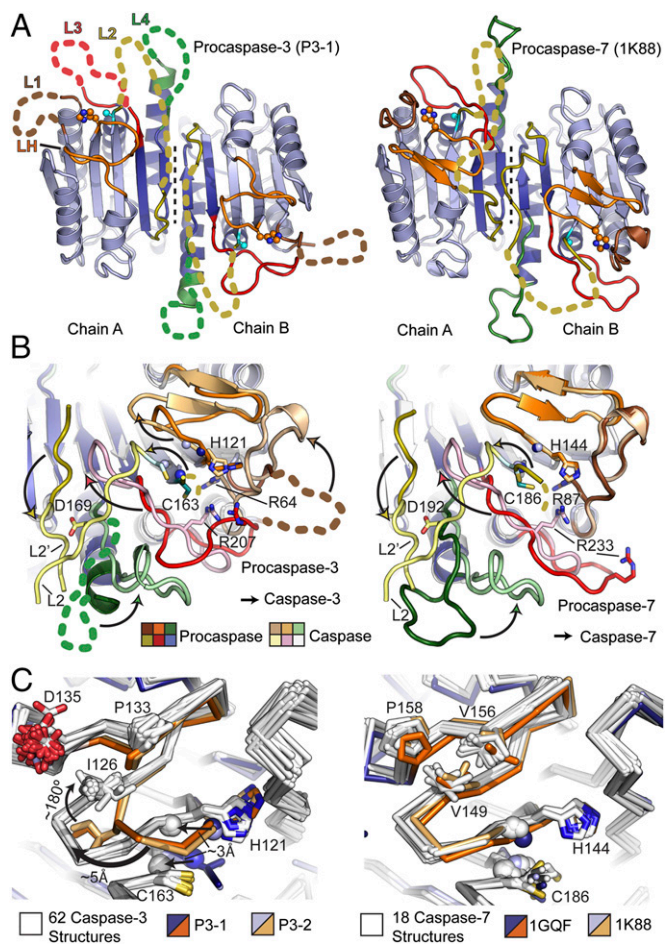 A
L3
L2
L4
Procaspase-3 (P3-1)
Procaspase-7 (1K88)
L1
LH
Chain A
Chain B
Chain A
Chain B
B
H121
C163
R64
D169
R207
L2'
L2
Procaspase-3
Caspase-3
Procaspase
Caspase
H144
C186
R87
D192
R233
L2'
L2
Procaspase-7
Caspase-7
C
D135
P133
I126
~180º
~3Å
H121
~5Å
C163
62 Caspase-3
Structures
P3-1
P3-2
P158
V156
V149
H144
C186
18 Caspase-7
Structures
1GQF
1K88